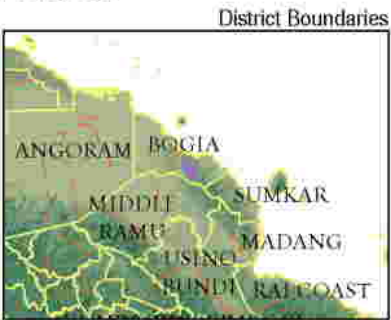 District Boundaries
ANGORAM
BOGIA
SUMKAR
MIDDLE
RAMU
MADANG
USINO
BUNDI
RAI COAST